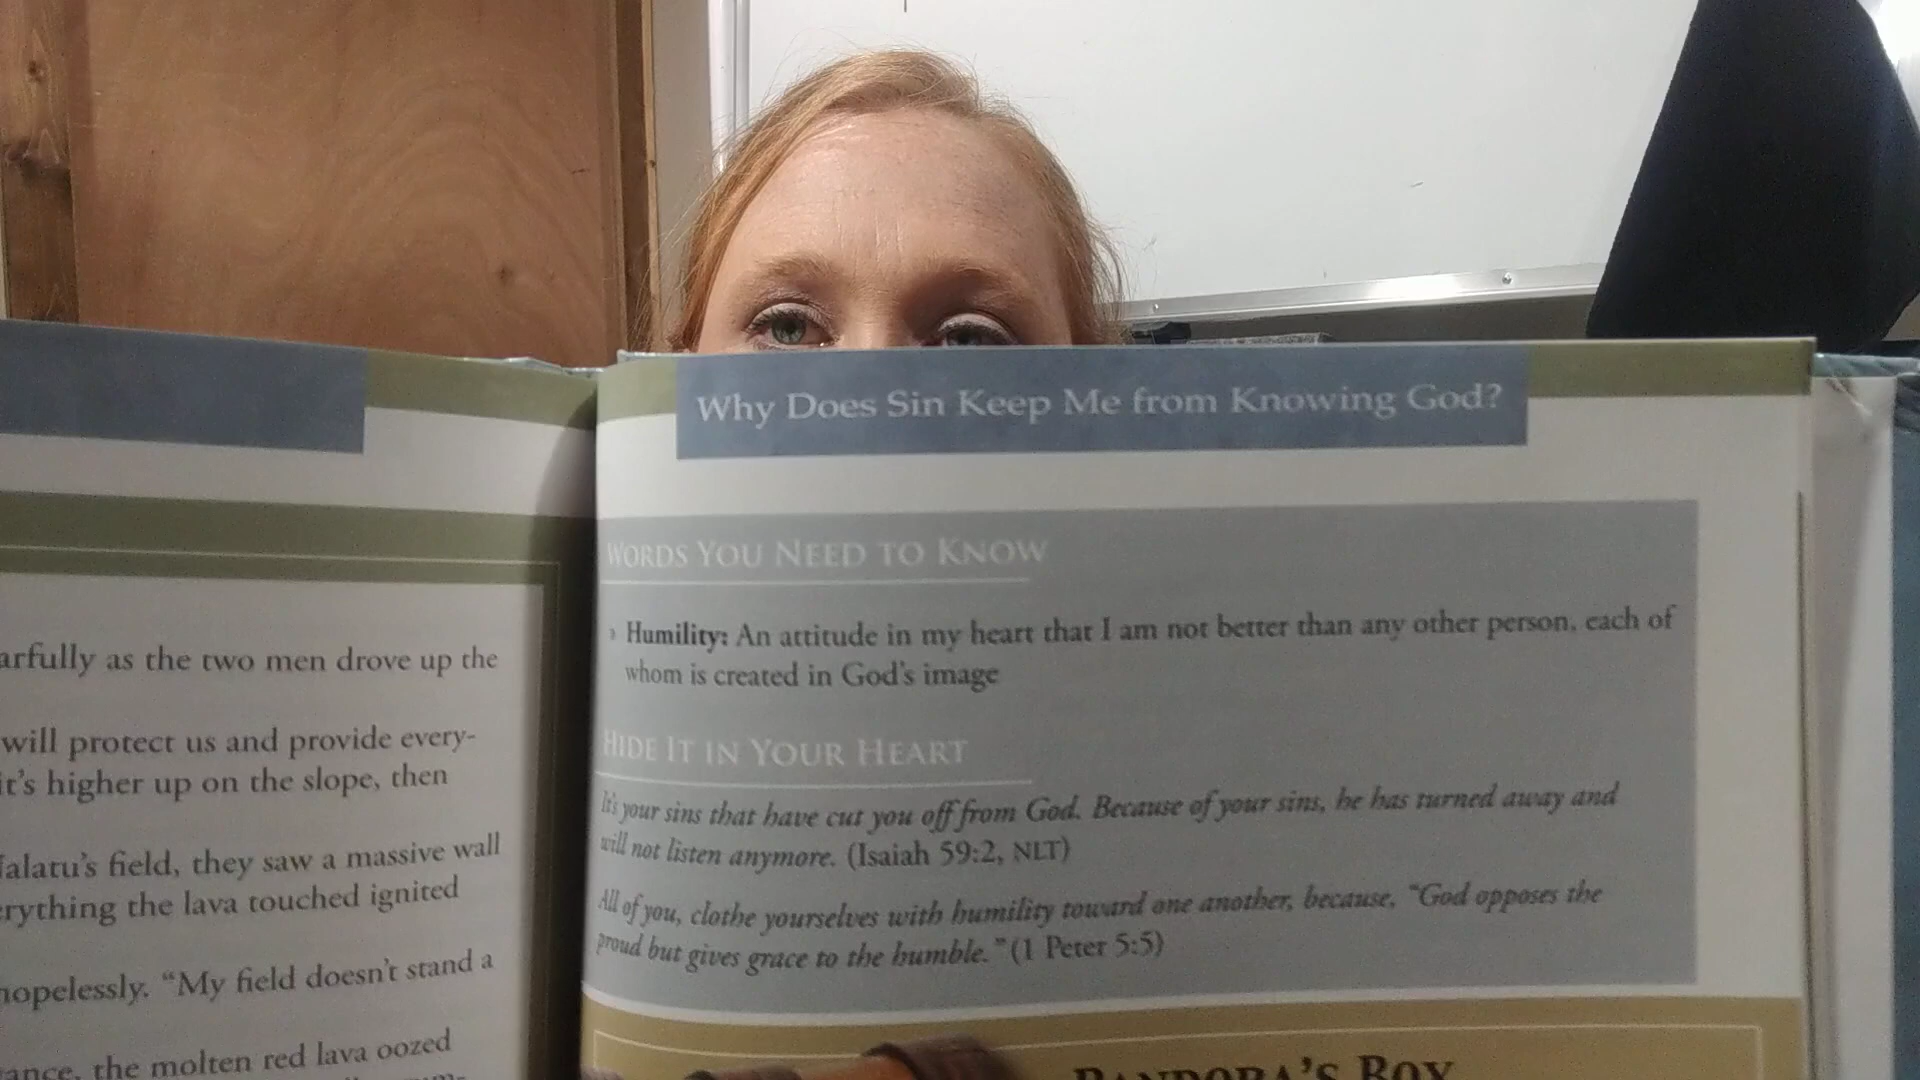 arfully as the two men drove up the
will protect us and provide every-
it's higher up on the slope, then
alatu's field, they saw a massive wall
erything the lava touched ignited
hopelessly. "My field doesn't stand a
ance, the molten red lava oozed
Why Does Sin Keep Me from Knowing God?
WORDS YOU NEED TO KNOW
› Humility: An attitude in my heart that I am not better than any other person, each of
whom is created in God's image
HIDE IT IN YOUR HEART
It's your sins that have cut you off from God. Because of your sins, he has turned away and
will not listen anymore. (Isaiah 59:2, NLT)
All of you, clothe yourselves with humility toward one another, because, "God opposes the
proud but gives grace to the humble." (1 Peter 5:5)
PANDORA'S BOX